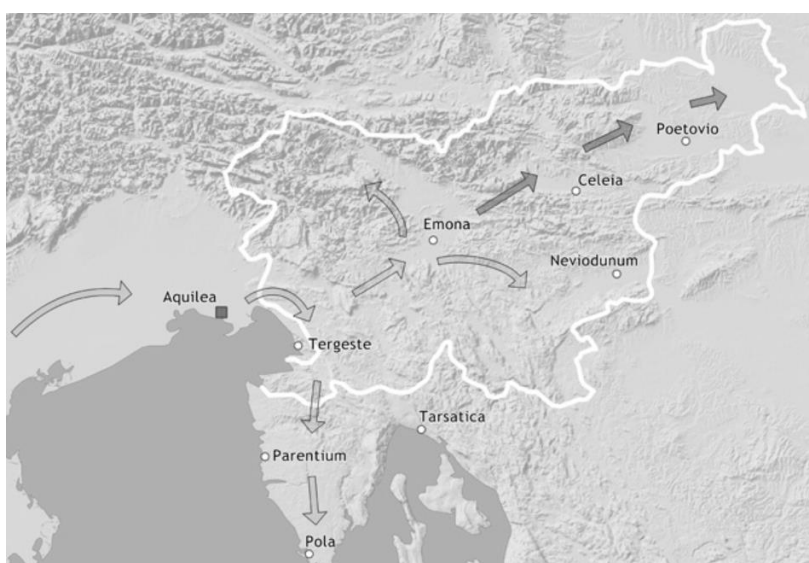 Poetovio
Celeia
Emona
Neviodunum
Aquilea
Tergeste
Tarsatica
Parentium
Pola